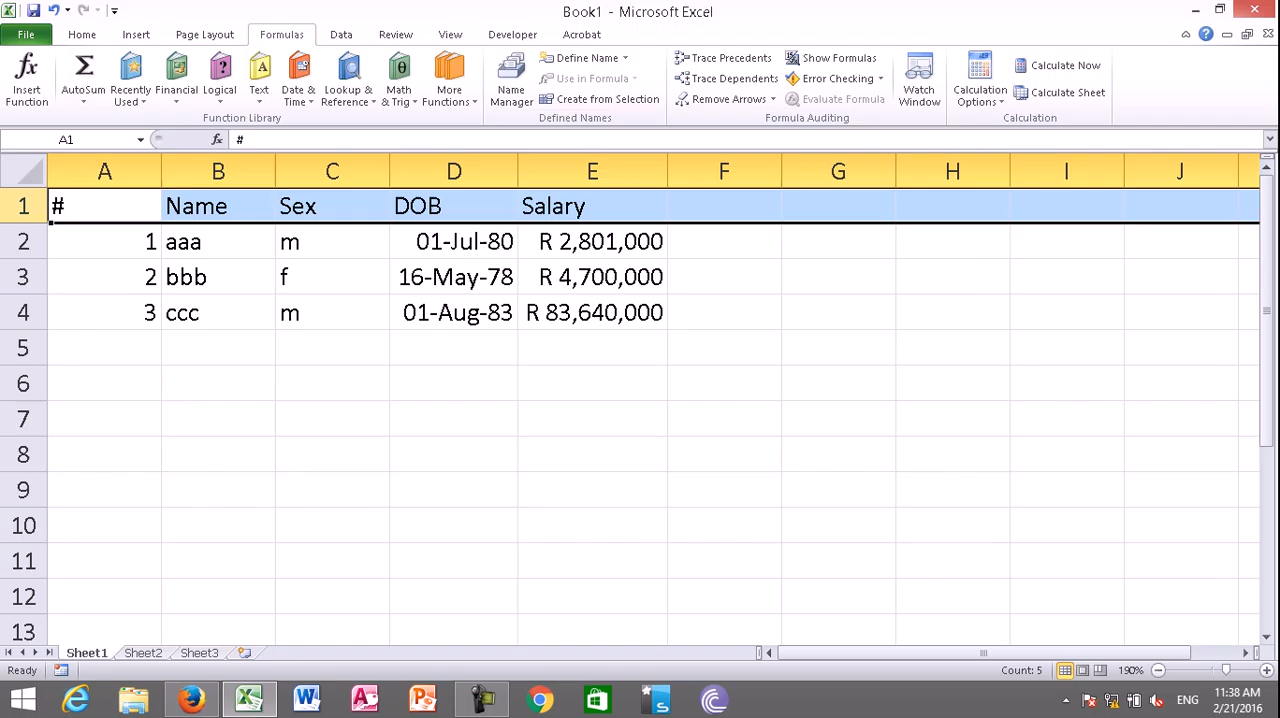 Book1 - Microsoft Excel
File Home Insert Page Layout Formulas Data Review View Developer Acrobat
fx Insert Function
Σ AutoSum
Recently Used
Financial
Logical
Text
Date & Time
Lookup & Reference
Math & Trig
More Functions
Function Library
Name Manager
Define Name
Use in Formula
Create from Selection
Defined Names
Trace Precedents
Trace Dependents
Remove Arrows
Show Formulas
Error Checking
Evaluate Formula
Formula Auditing
Watch Window
Calculation Options
Calculate Now
Calculate Sheet
Calculation
A1 fx #
A B C D E F G H I J
1 # Name Sex DOB Salary
2 1 aaa m 01-Jul-80 R 2,801,000
3 2 bbb f 16-May-78 R 4,700,000
4 3 ccc m 01-Aug-83 R 83,640,000
5
6
7
8
9
10
11
12
13
Sheet1 Sheet2 Sheet3
Ready Count: 5 190%
ENG 11:38 AM
2/21/2016